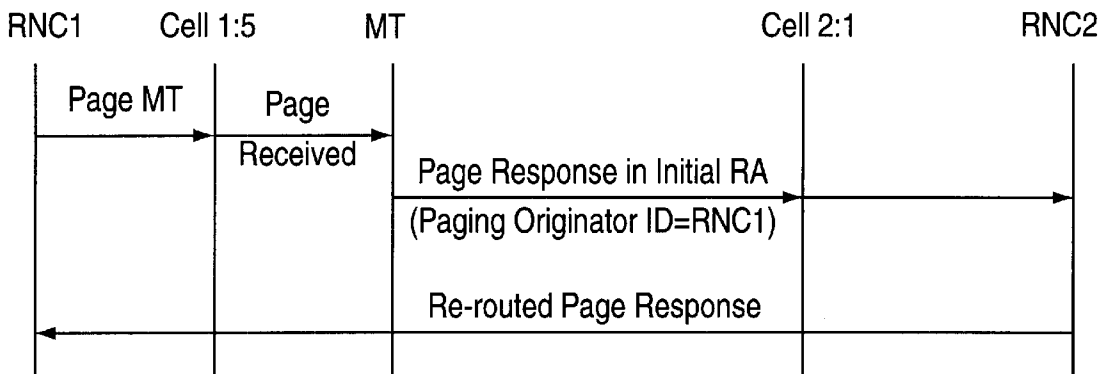 RNC1
Cell 1:5
MT
Cell 2:1
RNC2
Page MT
Page
Received
Page Response in Initial RA
(Paging Originator ID=RNC1)
Re-routed Page Response